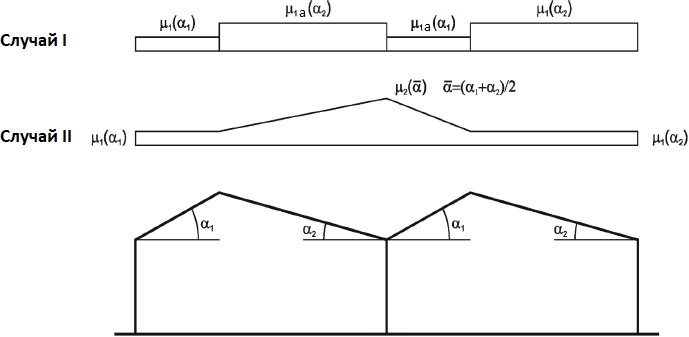 μ₁(α₁) μ₁ₐ(α₂) μ₁ₐ(α₁) μ₁(α₂)
Случай I
μ₂(ᾱ) ᾱ=(α₁+α₂)/2
Случай II μ₁(α₁) μ₁(α₂)
α₁ α₂ α₁ α₂